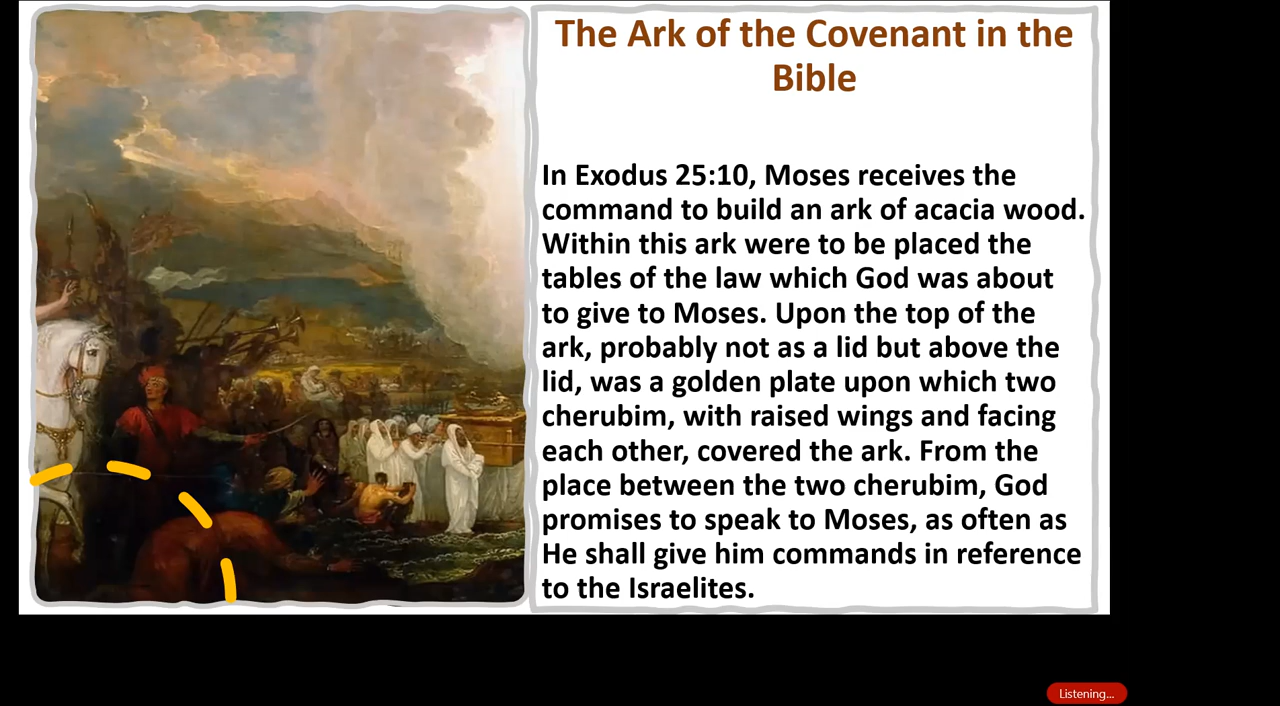 The Ark of the Covenant in the
Bible
In Exodus 25:10, Moses receives the
command to build an ark of acacia wood.
Within this ark were to be placed the
tables of the law which God was about
to give to Moses. Upon the top of the
ark, probably not as a lid but above the
lid, was a golden plate upon which two
cherubim, with raised wings and facing
each other, covered the ark. From the
place between the two cherubim, God
promises to speak to Moses, as often as
He shall give him commands in reference
to the Israelites.
Listening...